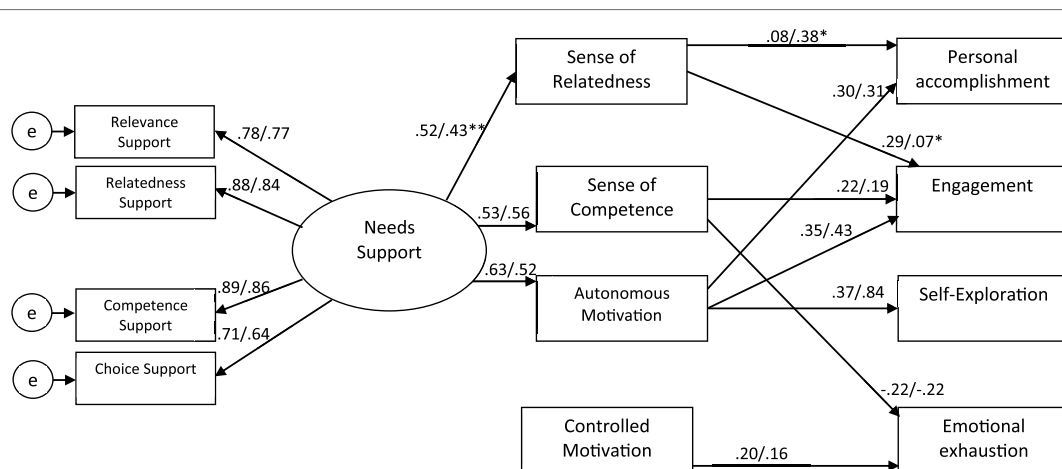 Sense of
Relatedness
.08/.38*
Personal
accomplishment
.30/.31
e
Relevance
Support
.78/.77
.52/.43**
.29/.07*
e
Relatedness
Support
.88/.84
Needs
Support
.53/.56
Sense of
Competence
.22/.19
Engagement
.35/.43
.63/.52
e
Competence
Support
.89/.86
Autonomous
Motivation
.37/.84
Self-Exploration
.71/.64
e
Choice Support
-.22/-.22
Controlled
Motivation
.20/.16
Emotional
exhaustion